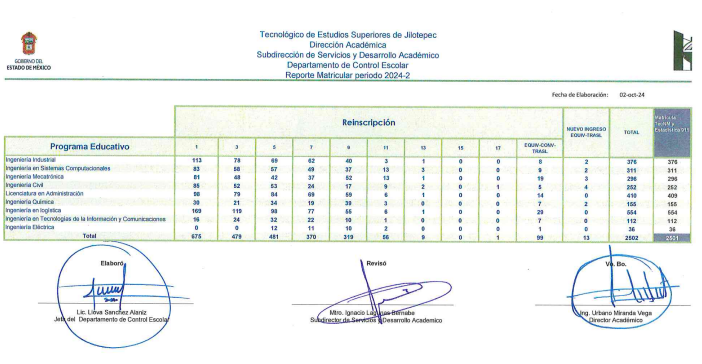 Tecnológico de Estudios Superiores de Jilotepec
Dirección Académica
Subdirección de Servicios y Desarrollo Académico
Departamento de Control Escolar
Reporte Matricular periodo 2024-2
GOBIERNO DEL
ESTADO DE MÉXICO
Fecha de Elaboración: 02-oct-24
Reinscripción
NUEVO INGRESO EQUIV-TRASL
TOTAL
Matrícula
Estadística 911
Programa Educativo 1 3 5 7 9 11 13 15 17 EQUIV-CONV-TRASL
Ingeniería Industrial 113 78 69 62 40 3 1 0 0 8 2 376 376
Ingeniería en Sistemas Computacionales 83 58 57 49 37 13 3 0 0 9 2 311 311
Ingeniería Mecatrónica 81 48 42 37 52 13 1 0 0 19 3 296 296
Ingeniería Civil 85 52 53 24 17 9 2 0 1 5 4 252 252
Licenciatura en Administración 98 79 84 69 59 6 1 0 0 14 0 410 409
Ingeniería Química 30 21 34 19 39 3 0 0 0 7 2 155 155
Ingeniería en logística 169 119 98 77 55 6 1 0 0 29 0 554 554
Ingeniería en Tecnologías de la Información y Comunicaciones 16 24 32 22 10 1 0 0 0 7 0 112 112
Ingeniería Eléctrica 0 0 12 11 10 2 0 0 0 1 0 36 36
Total 675 479 481 370 319 56 9 0 1 99 13 2502 2501
Elaboró
Revisó
Vo. Bo.
Lic. Llova Sanchez Alaniz
Jefa del Departamento de Control Escolar
Mtro. Ignacio Lagunas Bernabe
Subdirector de Servicios y Desarrollo Academico
Ing. Urbano Miranda Vega
Director Académico